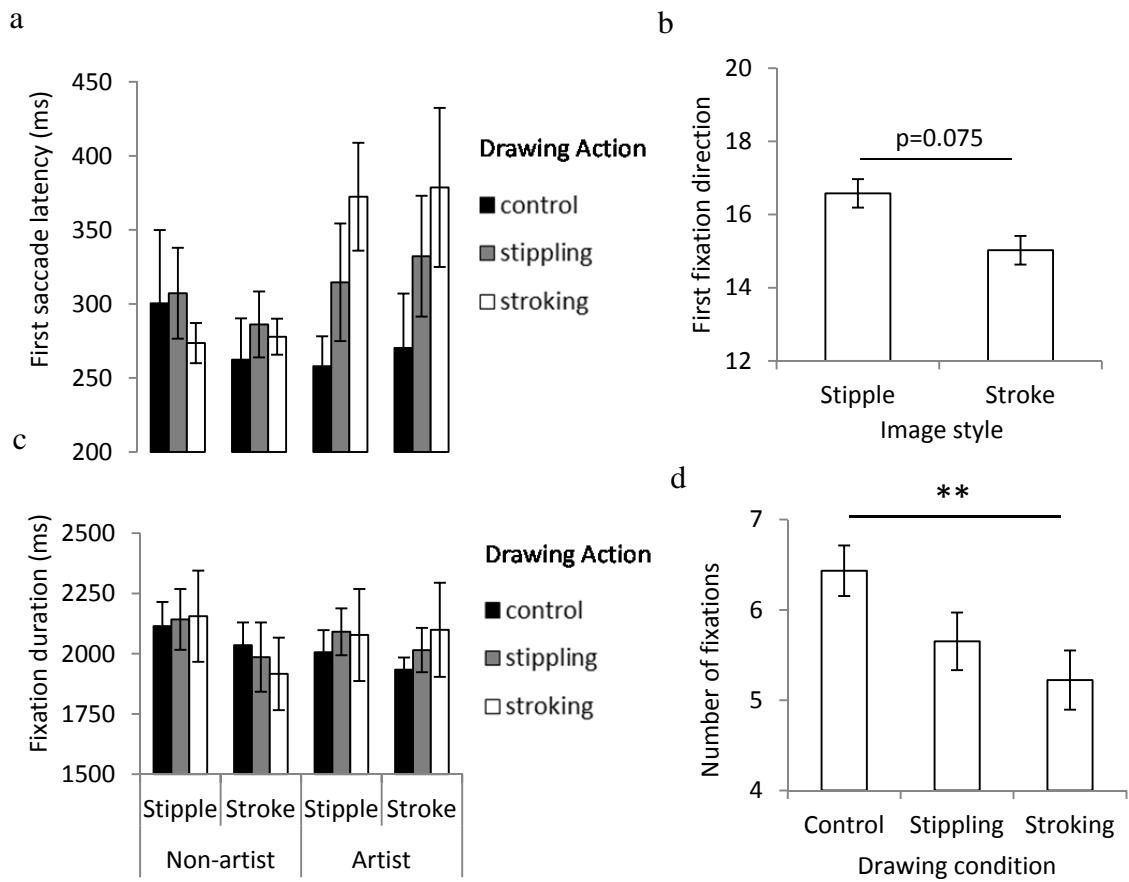 a
First saccade latency (ms)
450
400
350
300
250
200
Drawing Action
control
stippling
stroking
b
First fixation direction
20
18
16
14
12
p=0.075
Stipple Stroke
Image style
c
Fixation duration (ms)
2500
2250
2000
1750
1500
Drawing Action
control
stippling
stroking
Stipple Stroke Stipple Stroke
Non-artist Artist
d
Number of fixations
7
6
5
4
**
Control Stippling Stroking
Drawing condition